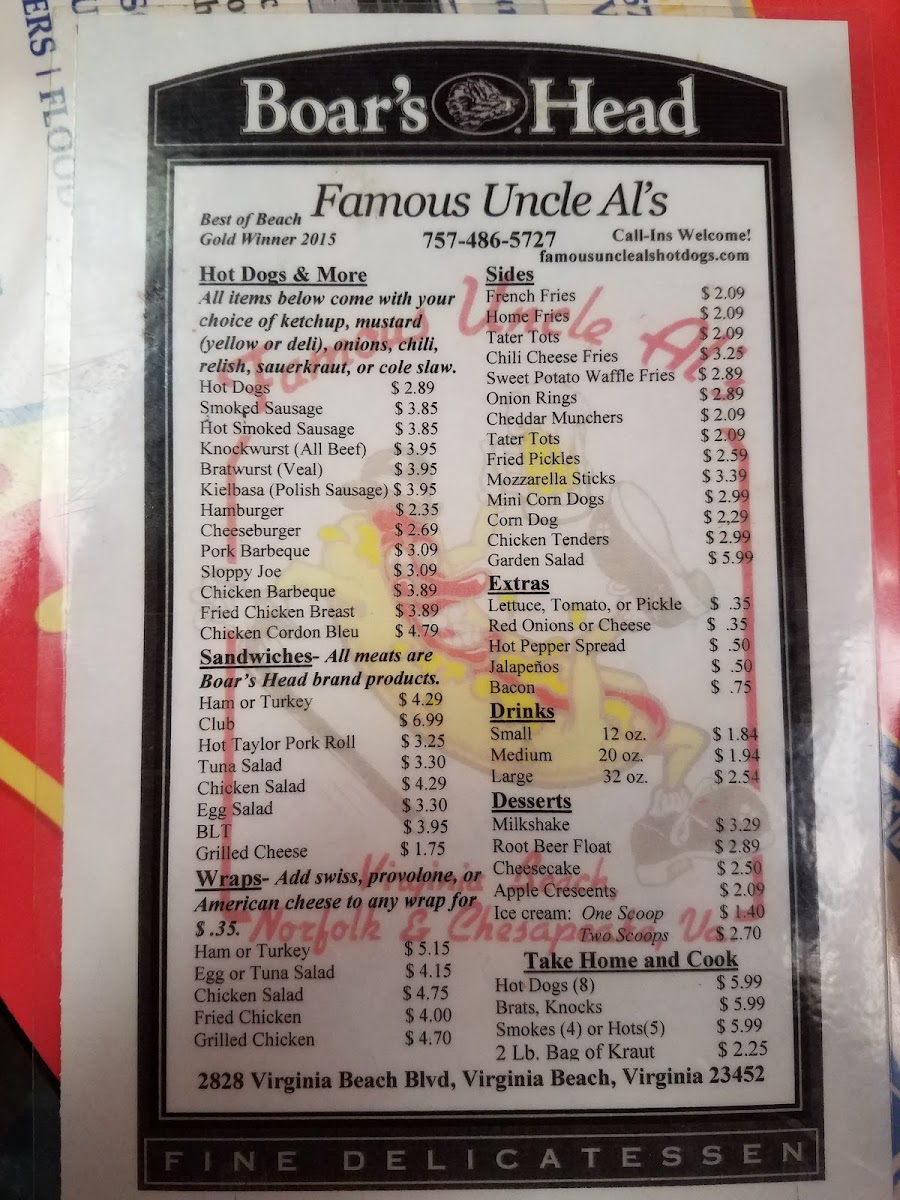 ERS | FLOOD
Boar's Head
Famous Uncle Al's
Best of Beach
Gold Winner 2015
757-486-5727
Call-Ins Welcome!
famousunclealshotdogs.com
Hot Dogs & More
All items below come with your
choice of ketchup, mustard
(yellow or deli), onions, chili,
relish, sauerkraut, or cole slaw.
Hot Dogs $ 2.89
Smoked Sausage $ 3.85
Hot Smoked Sausage $ 3.85
Knockwurst (All Beef) $ 3.95
Bratwurst (Veal) $ 3.95
Kielbasa (Polish Sausage) $ 3.95
Hamburger $ 2.35
Cheeseburger $ 2.69
Pork Barbeque $ 3.09
Sloppy Joe $ 3.09
Chicken Barbeque $ 3.89
Fried Chicken Breast $ 3.89
Chicken Cordon Bleu $ 4.79
Sandwiches- All meats are
Boar's Head brand products.
Ham or Turkey $ 4.29
Club $ 6.99
Hot Taylor Pork Roll $ 3.25
Tuna Salad $ 3.30
Chicken Salad $ 4.29
Egg Salad $ 3.30
BLT $ 3.95
Grilled Cheese $ 1.75
Wraps- Add swiss, provolone, or
American cheese to any wrap for
$ .35.
Ham or Turkey $ 5.15
Egg or Tuna Salad $ 4.15
Chicken Salad $ 4.75
Fried Chicken $ 4.00
Grilled Chicken $ 4.70
Sides
French Fries $ 2.09
Home Fries $ 2.09
Tater Tots $ 2.09
Chili Cheese Fries $ 3.25
Sweet Potato Waffle Fries $ 2.89
Onion Rings $ 2.89
Cheddar Munchers $ 2.09
Tater Tots $ 2.09
Fried Pickles $ 2.59
Mozzarella Sticks $ 3.39
Mini Corn Dogs $ 2.99
Corn Dog $ 2,29
Chicken Tenders $ 2.99
Garden Salad $ 5.99
Extras
Lettuce, Tomato, or Pickle $ .35
Red Onions or Cheese $ .35
Hot Pepper Spread $ .50
Jalapeños $ .50
Bacon $ .75
Drinks
Small 12 oz. $ 1.84
Medium 20 oz. $ 1.94
Large 32 oz. $ 2.54
Desserts
Milkshake $ 3.29
Root Beer Float $ 2.89
Cheesecake $ 2.50
Apple Crescents $ 2.09
Ice cream: One Scoop $ 1.40
Two Scoops $ 2.70
Take Home and Cook
Hot Dogs (8) $ 5.99
Brats, Knocks $ 5.99
Smokes (4) or Hots(5) $ 5.99
2 Lb. Bag of Kraut $ 2.25
Famous Uncle Al's
Virginia Beach,
Norfolk & Chesapeake, Va
2828 Virginia Beach Blvd, Virginia Beach, Virginia 23452
FINE DELICATESSEN